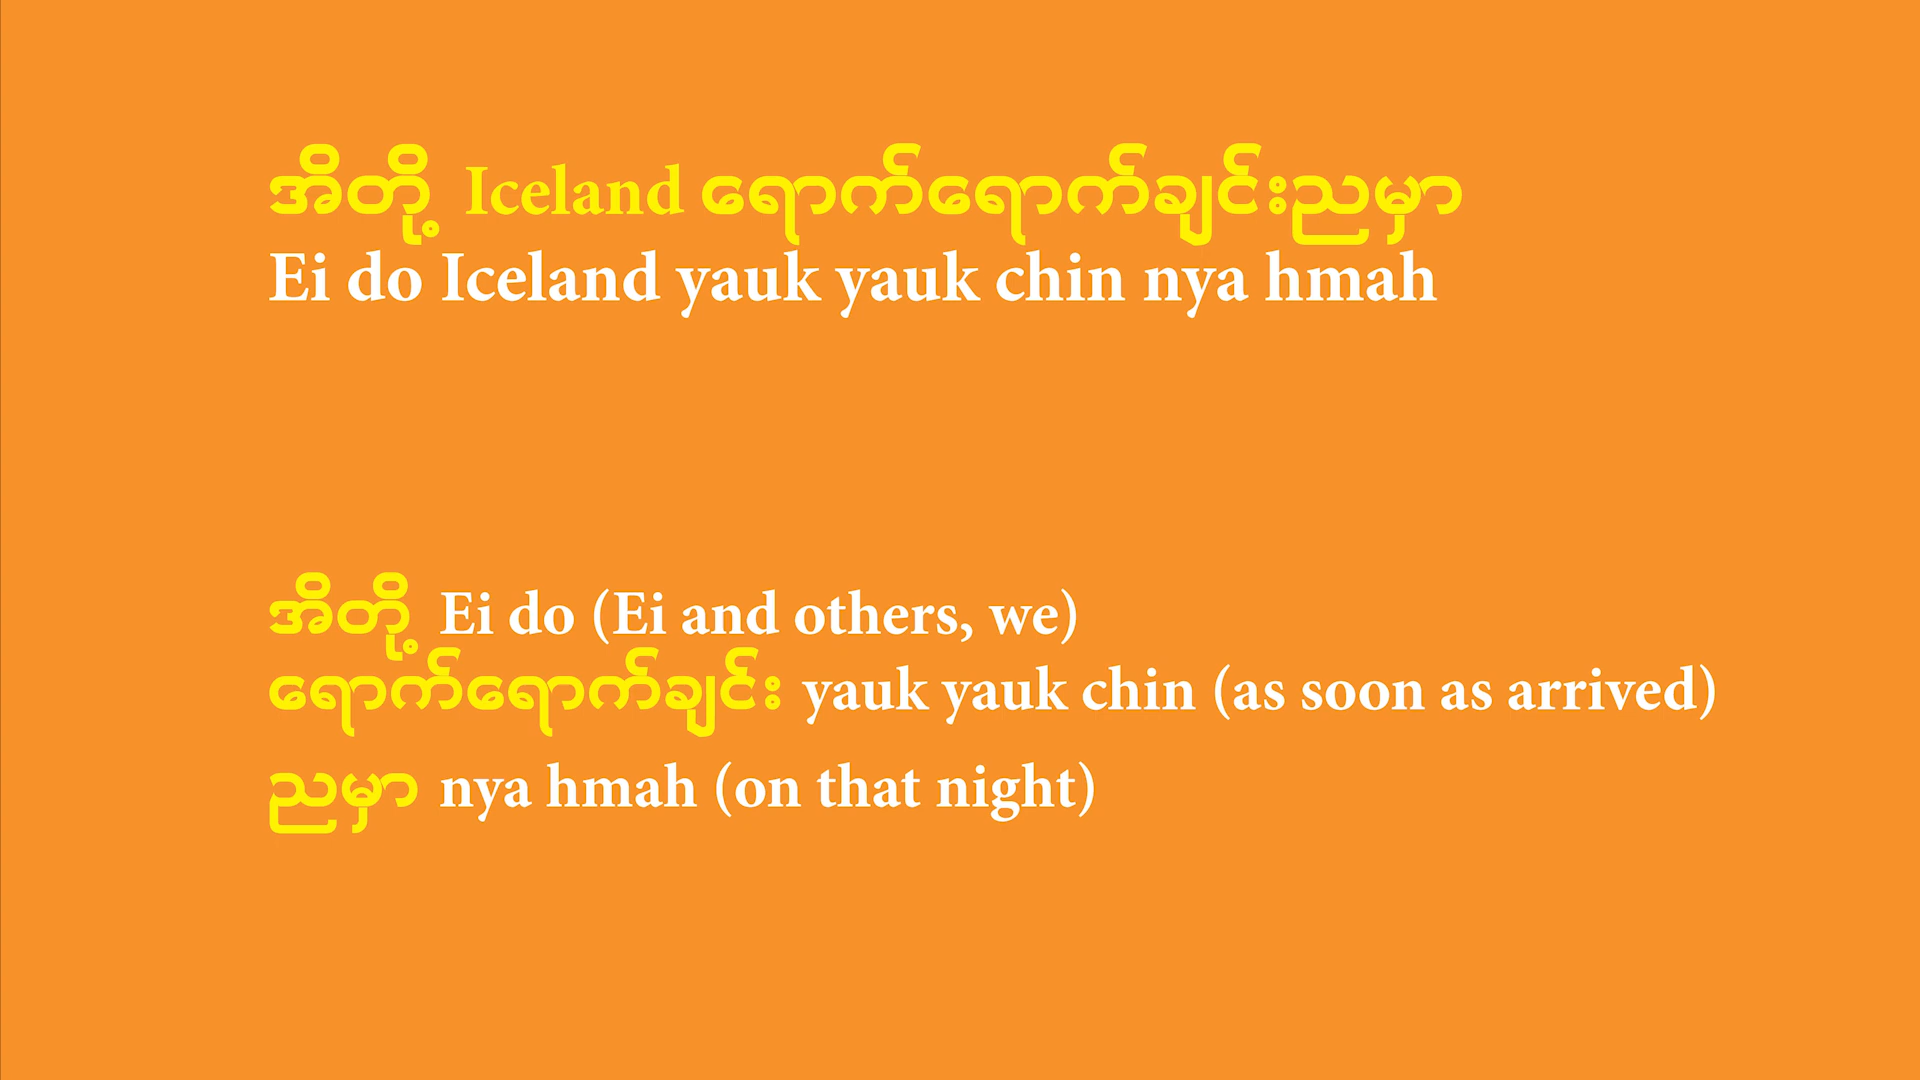 အိတို့ Iceland ရောက်ရောက်ချင်းညမှာ
Ei do Iceland yauk yauk chin nya hmah
အိတို့ Ei do (Ei and others, we)
ရောက်ရောက်ချင်း yauk yauk chin (as soon as arrived)
ညမှာ nya hmah (on that night)